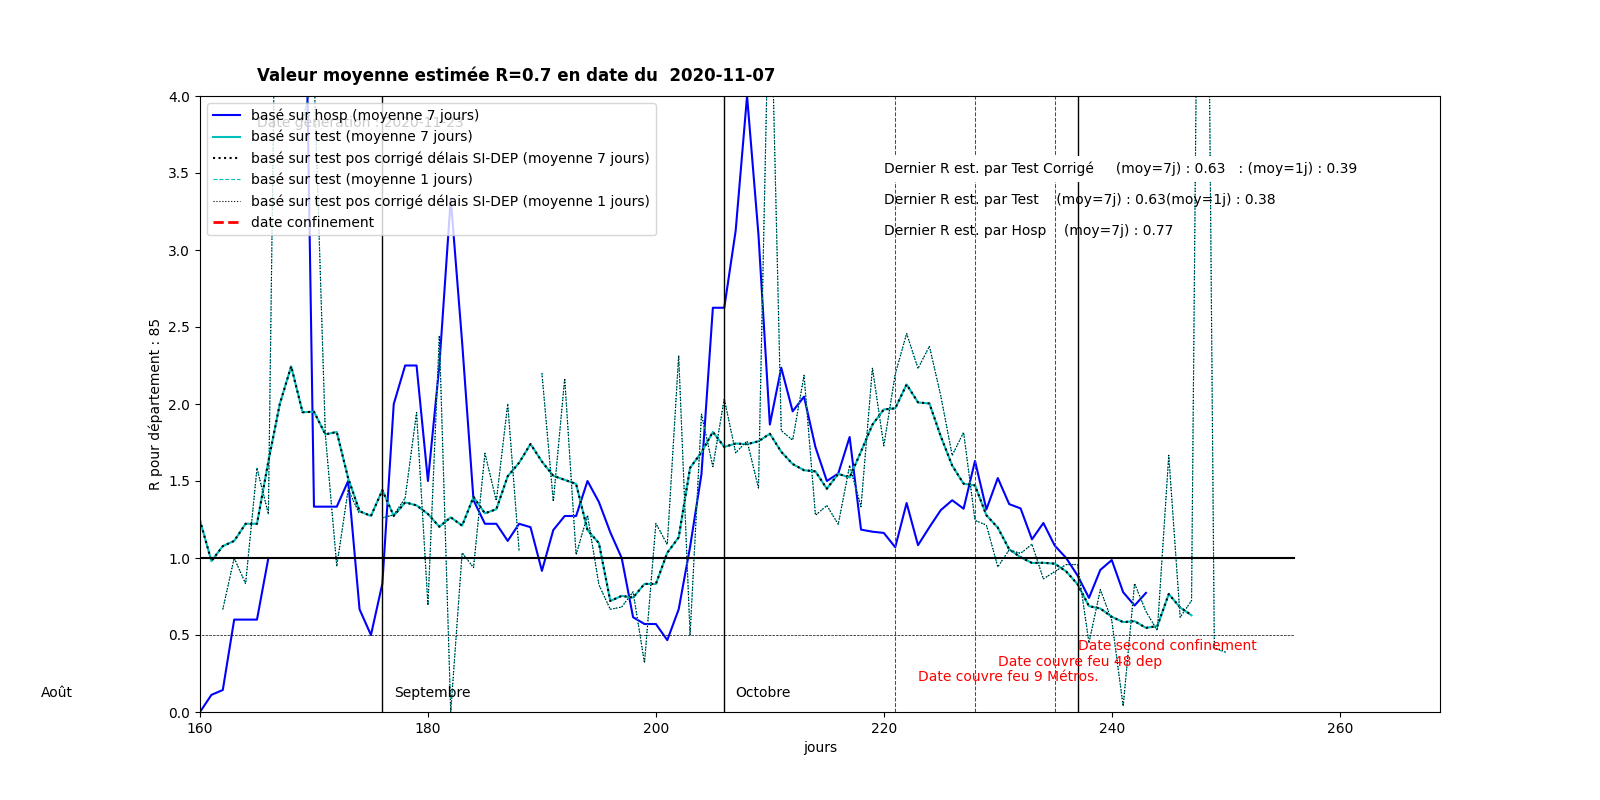 Valeur moyenne estimée R=0.7 en date du  2020-11-07
Date génération : 2020-11-23
basé sur hosp (moyenne 7 jours)
basé sur test (moyenne 7 jours)
basé sur test pos corrigé délais SI-DEP (moyenne 7 jours)
basé sur test (moyenne 1 jours)
basé sur test pos corrigé délais SI-DEP (moyenne 1 jours)
date confinement
Dernier R est. par Test Corrigé     (moy=7j) : 0.63   : (moy=1j) : 0.39
Dernier R est. par Test    (moy=7j) : 0.63(moy=1j) : 0.38
Dernier R est. par Hosp    (moy=7j) : 0.77
R pour département : 85
4.0
3.5
3.0
2.5
2.0
1.5
1.0
0.5
0.0
Date second confinement
Date couvre feu 48 dep
Date couvre feu 9 Métros.
Août
Septembre
Octobre
160
180
200
220
240
260
jours